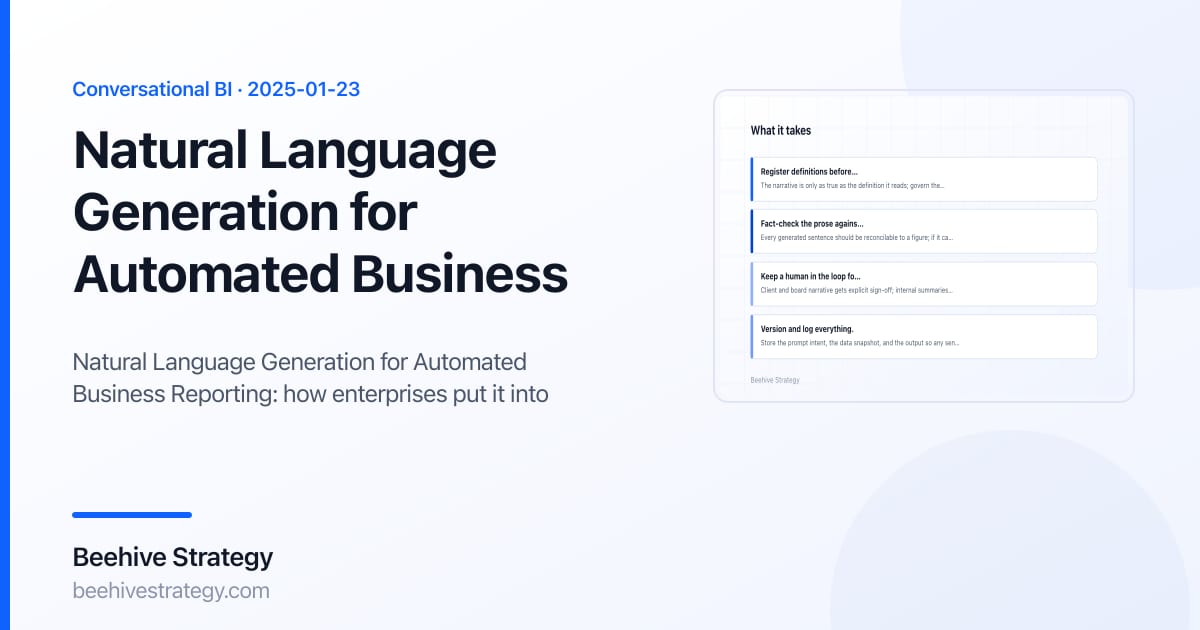 Conversational BI · 2025-01-23
Natural Language
Generation for
Automated Business
Natural Language Generation for Automated
Business Reporting: how enterprises put it into
Beehive Strategy
beehivestrategy.com
What it takes
Register definitions before...
The narrative is only as true as the definition it reads; govern the...
Fact-check the prose agains...
Every generated sentence should be reconcilable to a figure; if it ca...
Keep a human in the loop fo...
Client and board narrative gets explicit sign-off; internal summaries...
Version and log everything.
Store the prompt intent, the data snapshot, and the output so any sen...
Beehive Strategy